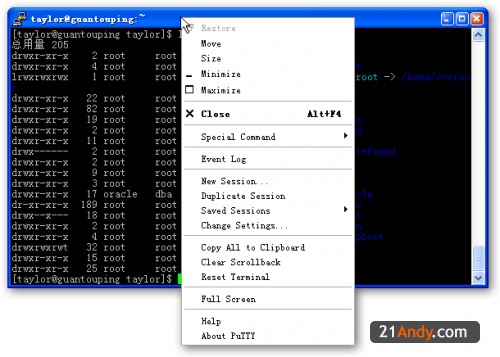 taylor@guantouping:~
[taylor@guantouping taylor]$ l
总用量 205
drwxr-xr-x 2 root root
drwxr-xr-x 4 root root
lrwxrwxrwx 1 root root root -> /home/overoot
drwxr-xr-x 22 root root
drwxr-xr-x 82 root root
drwxr-xr-x 19 root root
drwxr-xr-x 2 root root
drwxr-xr-x 11 root root
drwx------ 2 root root t+found
drwxr-xr-x 2 root root
drwxr-xr-x 9 root root
drwxr-xr-x 3 root root
drwxr-xr-x 17 oracle dba
dr-xr-xr-x 189 root root
drwxr-x--- 18 root root
drwxr-xr-x 2 root root
drwxr-xr-x 4 root root
drwxrwxrwt 32 root root
drwxr-xr-x 15 root root
drwxr-xr-x 25 root root
[taylor@guantouping taylor]$
Restore
Move
Size
Minimize
Maximize
Close Alt+F4
Special Command
Event Log
New Session...
Duplicate Session
Saved Sessions
Change Settings...
Copy All to Clipboard
Clear Scrollback
Reset Terminal
Full Screen
Help
About PuTTY
21Andy.com